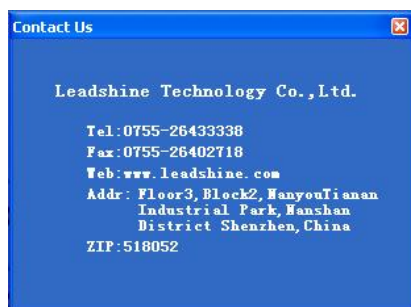 Contact Us
Leadshine Technology Co.,Ltd.
Tel:0755-26433338
Fax:0755-26402718
Web:www.leadshine.com
Addr: Floor3,Block2,NanyouTianan
Industrial Park,Nanshan
District Shenzhen,China
ZIP:518052